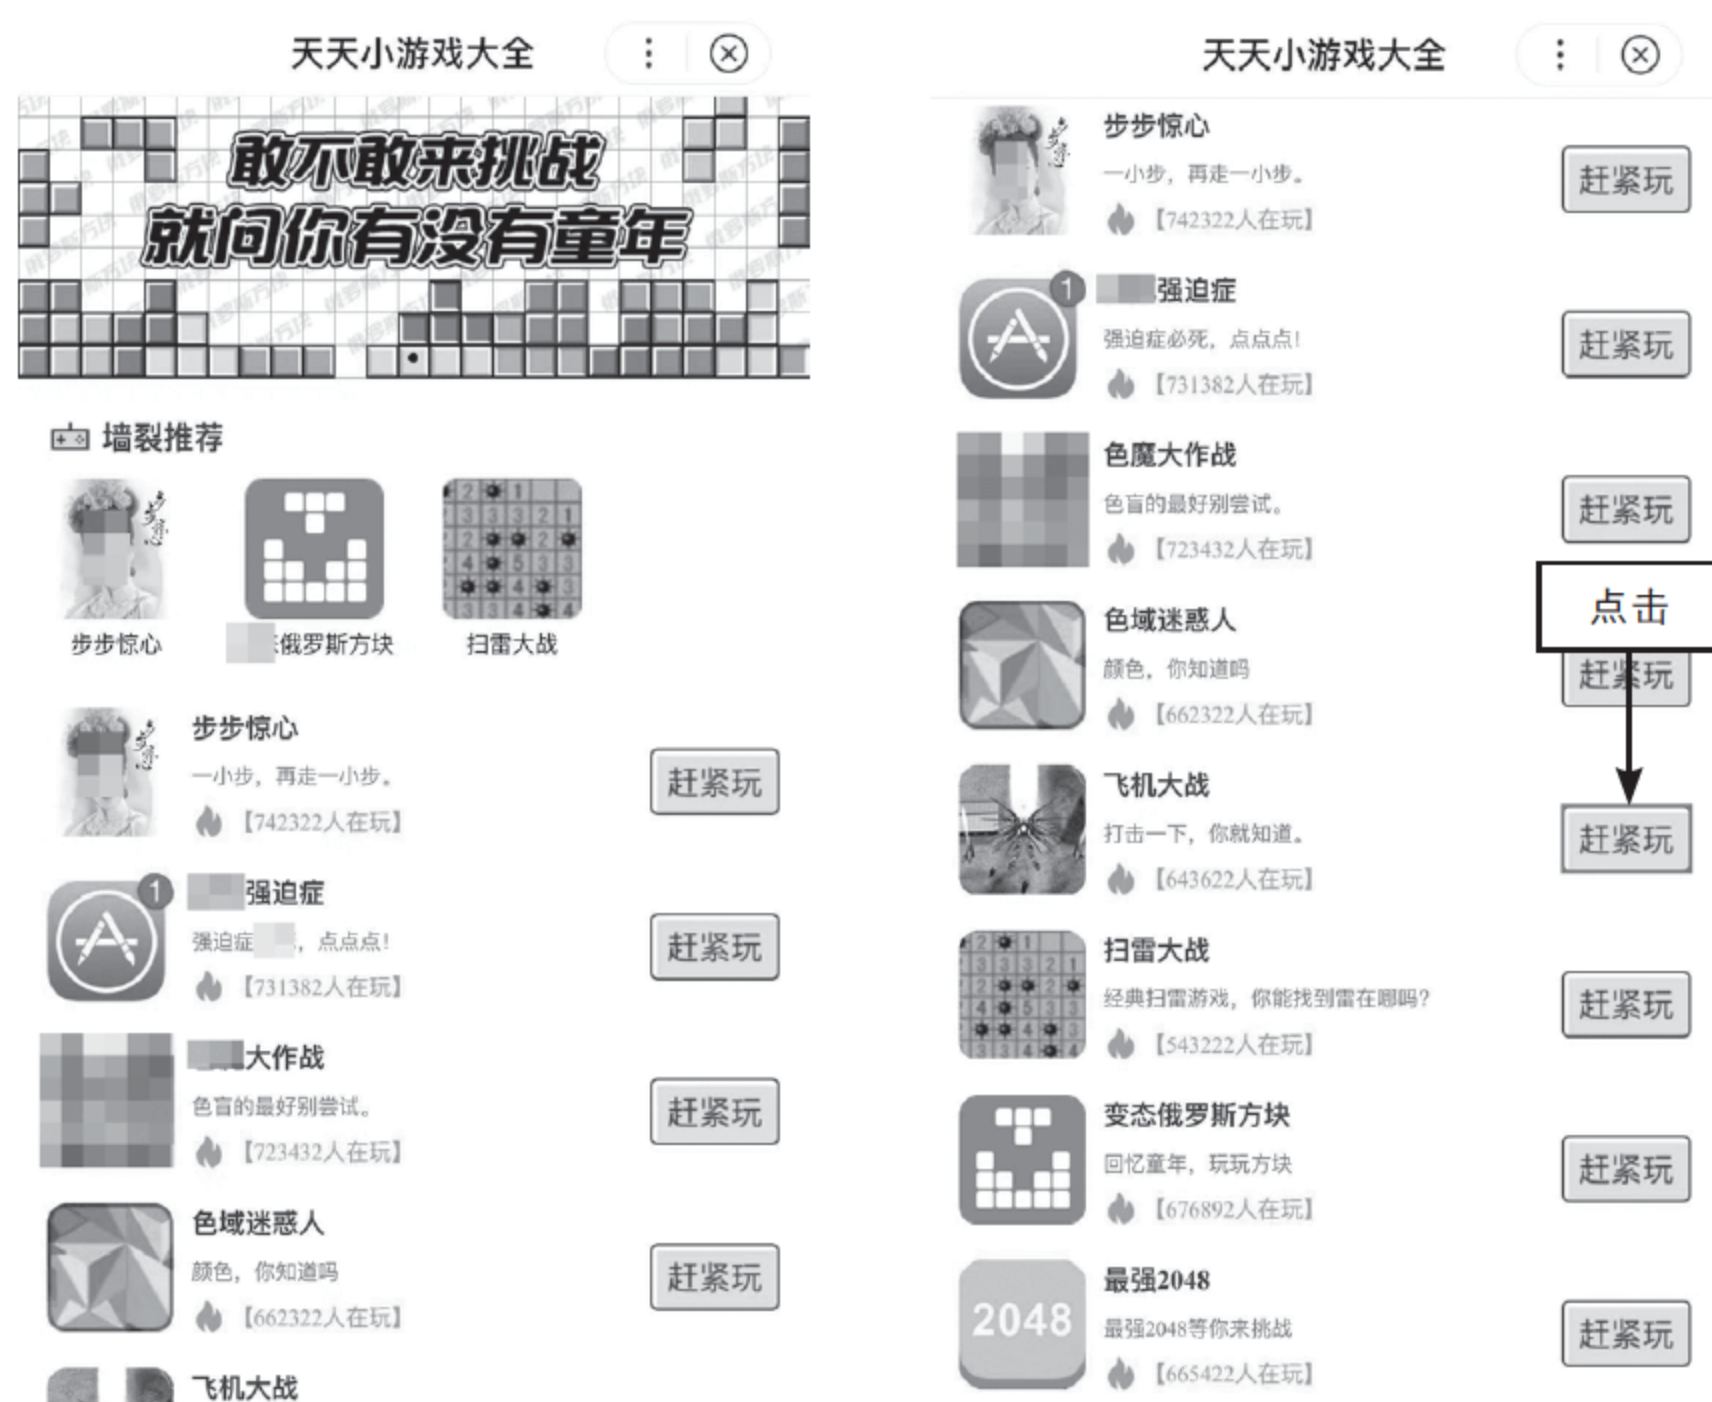 天天小游戏大全
敢不敢来挑战
就问你有没有童年
墙裂推荐
步步惊心
俄罗斯方块
扫雷大战
步步惊心
一小步，再走一小步。
【742322人在玩】
赶紧玩
1
强迫症
强迫症 ，点点点！
【731382人在玩】
赶紧玩
大作战
色盲的最好别尝试。
【723432人在玩】
赶紧玩
色域迷惑人
颜色，你知道吗
【662322人在玩】
赶紧玩
飞机大战
天天小游戏大全
步步惊心
一小步，再走一小步。
【742322人在玩】
赶紧玩
1
强迫症
强迫症必死，点点点！
【731382人在玩】
赶紧玩
色魔大作战
色盲的最好别尝试。
【723432人在玩】
赶紧玩
点击
色域迷惑人
颜色，你知道吗
【662322人在玩】
赶紧玩
飞机大战
打击一下，你就知道。
【643622人在玩】
赶紧玩
扫雷大战
经典扫雷游戏，你能找到雷在哪吗？
【543222人在玩】
赶紧玩
变态俄罗斯方块
回忆童年，玩玩方块
【676892人在玩】
赶紧玩
2048
最强2048
最强2048等你来挑战
【665422人在玩】
赶紧玩